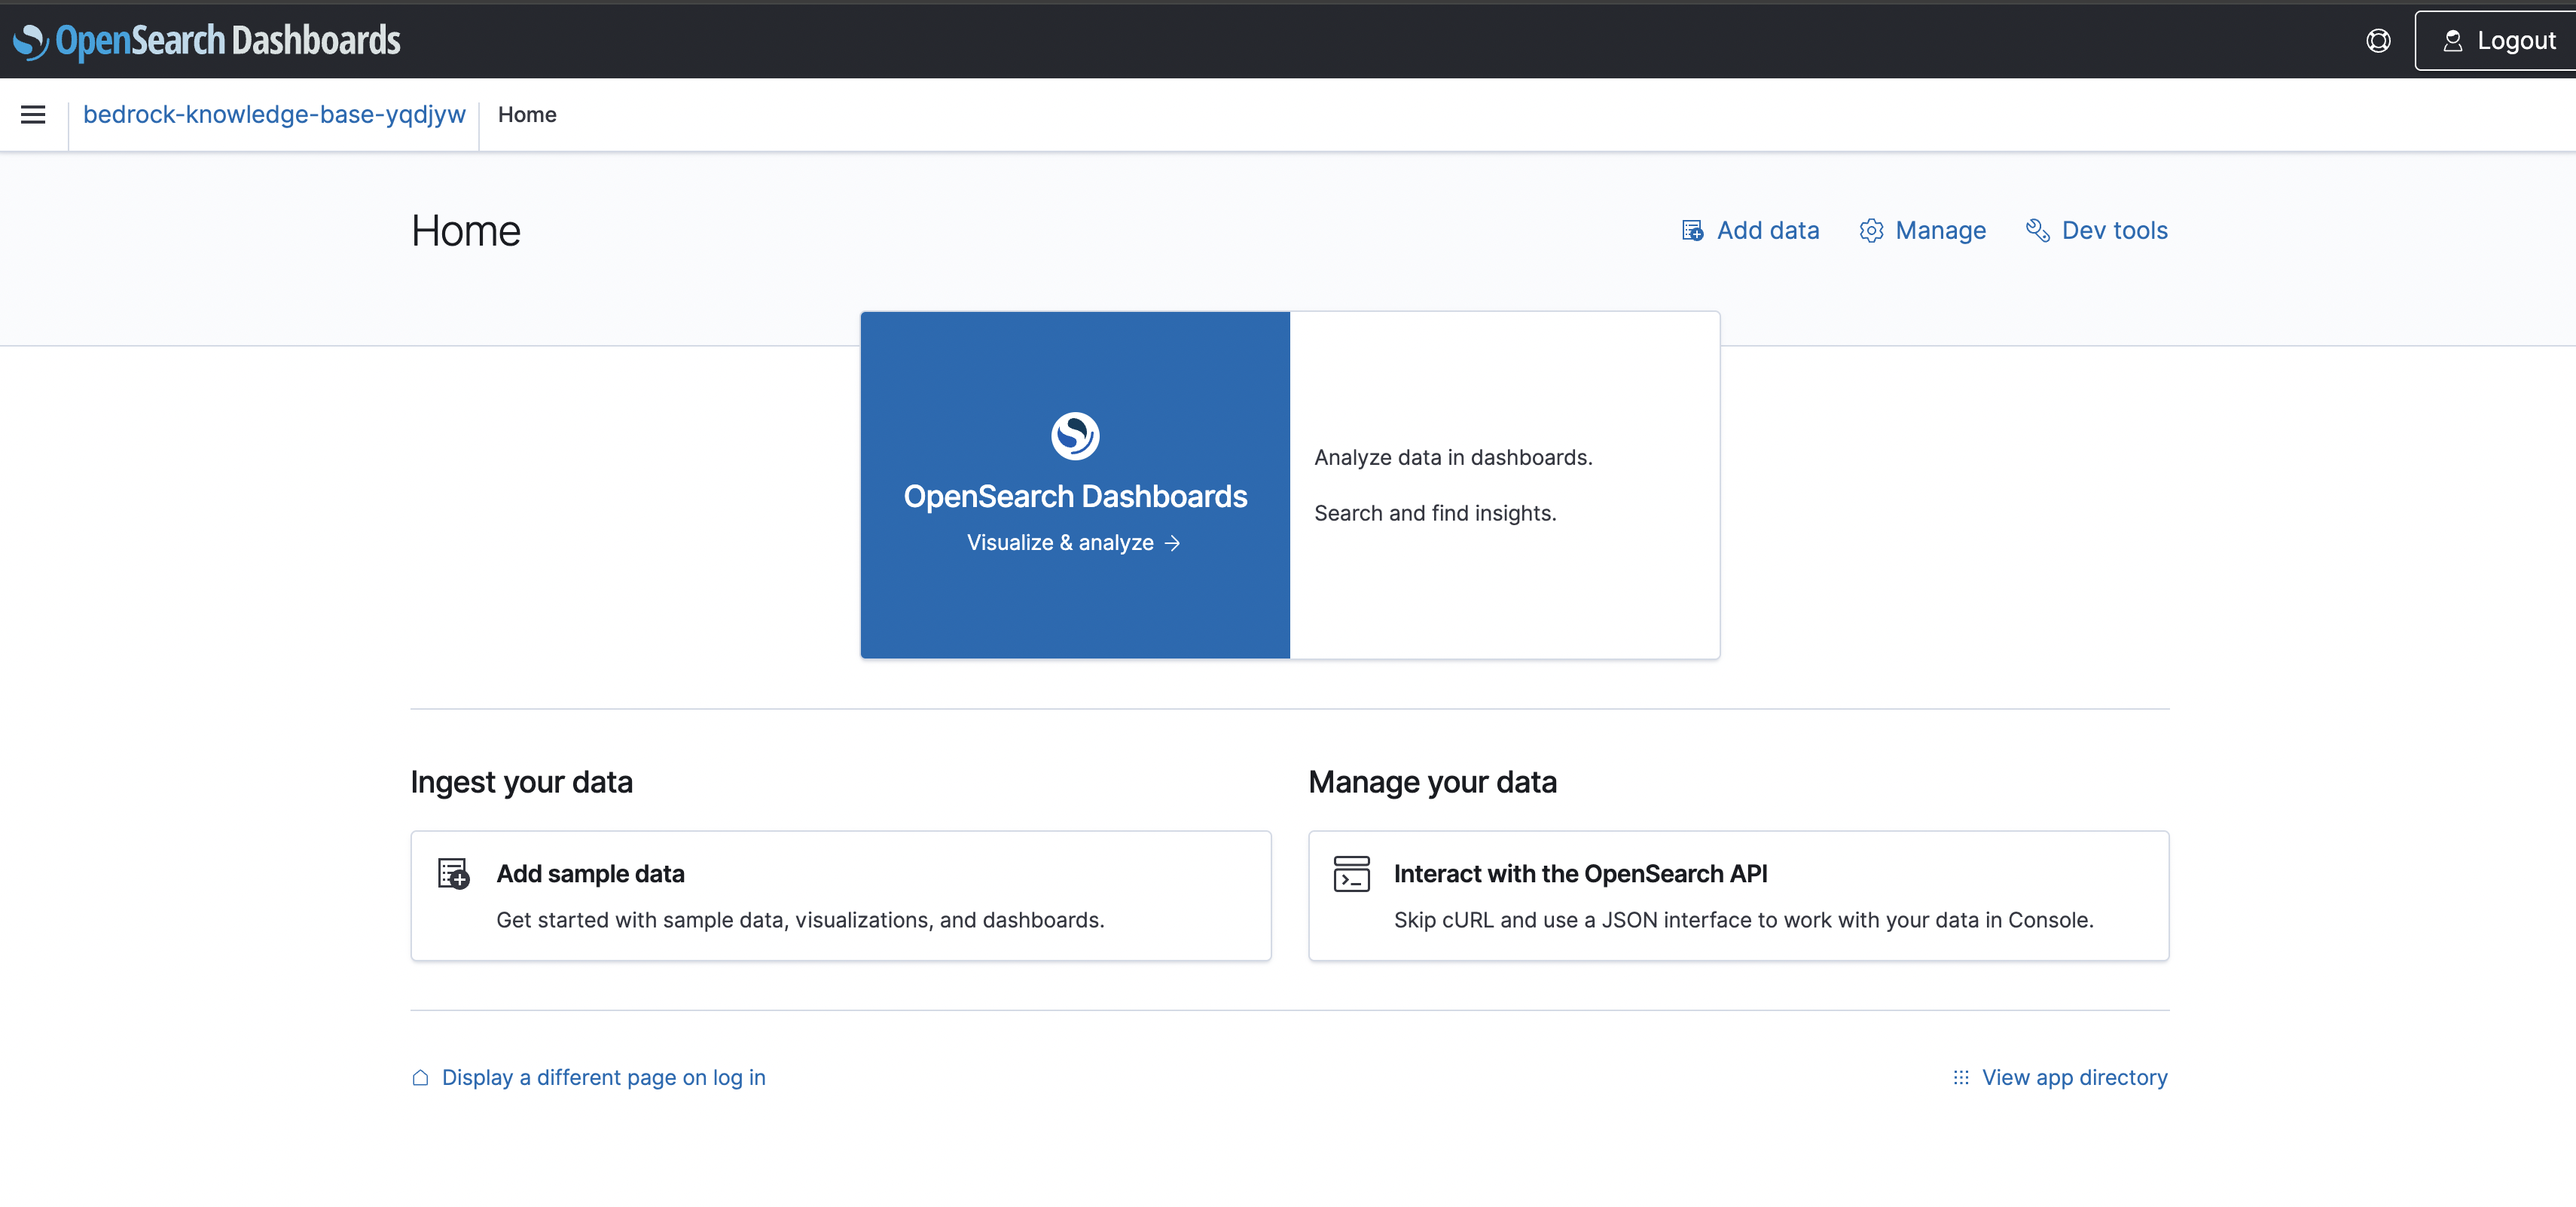 OpenSearch Dashboards
Logout
bedrock-knowledge-base-yqdjyw
Home
Home
Add data
Manage
Dev tools
OpenSearch Dashboards
Visualize & analyze →
Analyze data in dashboards.
Search and find insights.
Ingest your data
Add sample data
Get started with sample data, visualizations, and dashboards.
Manage your data
Interact with the OpenSearch API
Skip cURL and use a JSON interface to work with your data in Console.
Display a different page on log in
View app directory